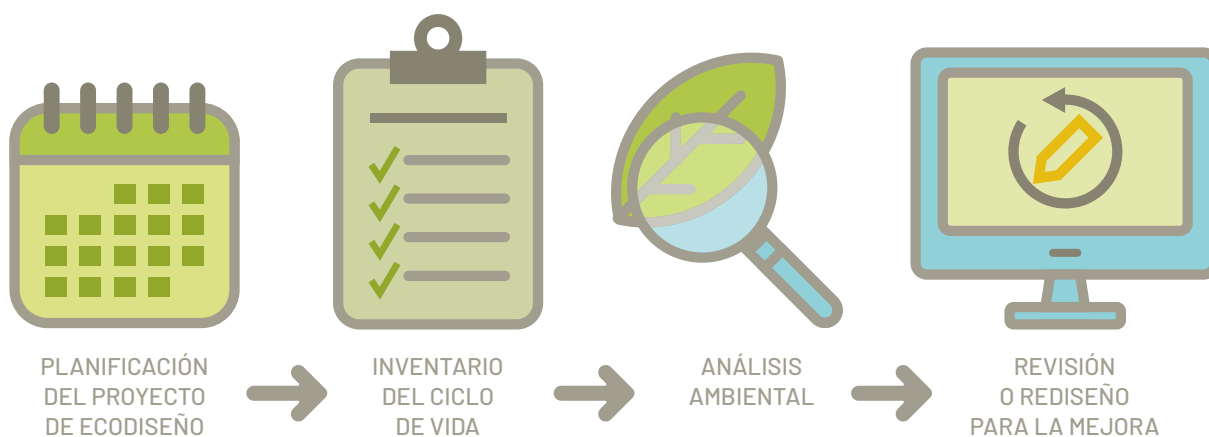 PLANIFICACIÓN
DEL PROYECTO
DE ECODISEÑO
INVENTARIO
DEL CICLO
DE VIDA
ANÁLISIS
AMBIENTAL
REVISIÓN
O REDISEÑO
PARA LA MEJORA